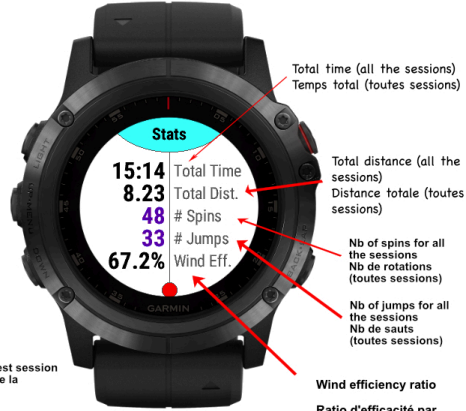 Total time (all the sessions)
Temps total (toutes sessions)
Stats
15:14 Total Time
8.23 Total Dist.
48 # Spins
33 # Jumps
67.2% Wind Eff.
GARMIN
LIGHT
Total distance (all the
sessions)
Distance totale (toutes
sessions)
Nb of spins for all
the sessions
Nb de rotations
(toutes sessions)
Nb of jumps for all
the sessions
Nb de sauts
(toutes sessions)
est session
e la
Wind efficiency ratio
Ratio d'efficacité par